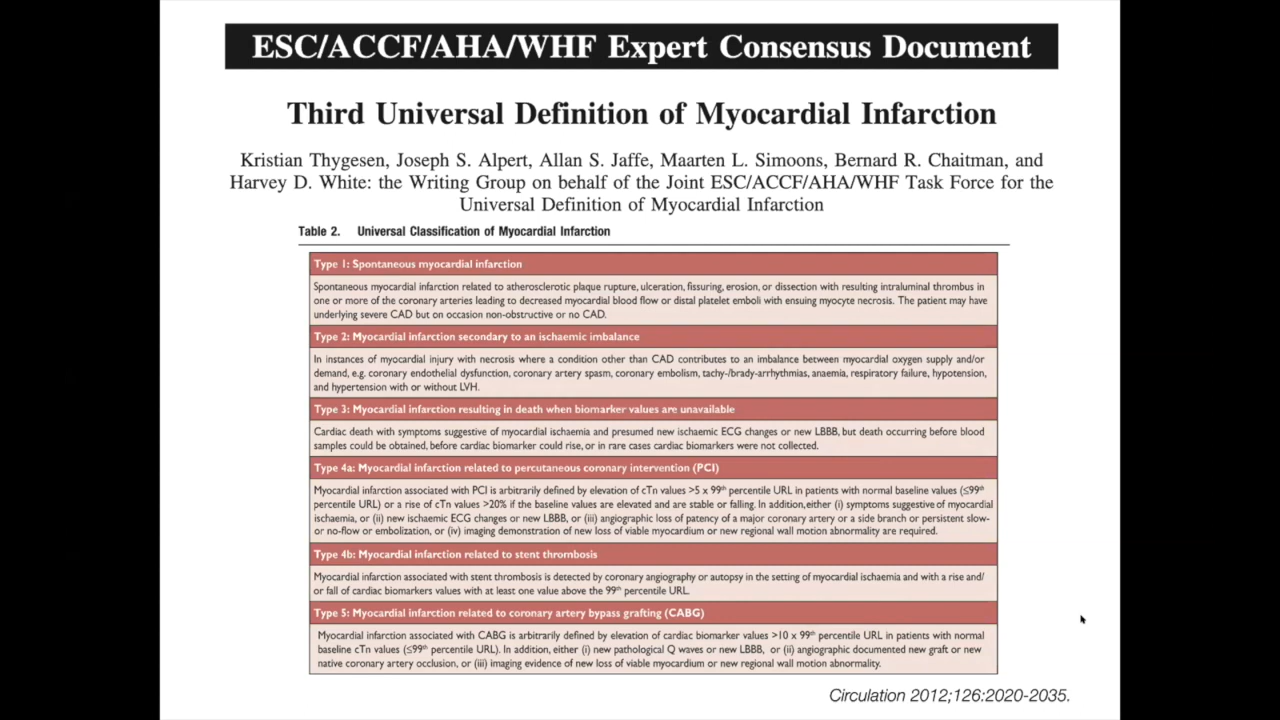 ESC/ACCF/AHA/WHF Expert Consensus Document
Third Universal Definition of Myocardial Infarction
Kristian Thygesen, Joseph S. Alpert, Allan S. Jaffe, Maarten L. Simoons, Bernard R. Chaitman, and
Harvey D. White: the Writing Group on behalf of the Joint ESC/ACCF/AHA/WHF Task Force for the
Universal Definition of Myocardial Infarction
Table 2. Universal Classification of Myocardial Infarction
Type 1: Spontaneous myocardial infarction
Spontaneous myocardial infarction related to atherosclerotic plaque rupture, ulceration, fissuring, erosion, or dissection with resulting intraluminal thrombus in
one or more of the coronary arteries leading to decreased myocardial blood flow or distal platelet emboli with ensuing myocyte necrosis. The patient may have
underlying severe CAD but on occasion non-obstructive or no CAD.
Type 2: Myocardial infarction secondary to an ischaemic imbalance
In instances of myocardial injury with necrosis where a condition other than CAD contributes to an imbalance between myocardial oxygen supply and/or
demand, e.g. coronary endothelial dysfunction, coronary artery spasm, coronary embolism, tachy-/brady-arrhythmias, anaemia, respiratory failure, hypotension,
and hypertension with or without LVH.
Type 3: Myocardial infarction resulting in death when biomarker values are unavailable
Cardiac death with symptoms suggestive of myocardial ischaemia and presumed new ischaemic ECG changes or new LBBB, but death occurring before blood
samples could be obtained, before cardiac biomarker could rise, or in rare cases cardiac biomarkers were not collected.
Type 4a: Myocardial infarction related to percutaneous coronary intervention (PCI)
Myocardial infarction associated with PCI is arbitrarily defined by elevation of cTn values >5 x 99th percentile URL in patients with normal baseline values (≤99th
percentile URL) or a rise of cTn values >20% if the baseline values are elevated and are stable or falling. In addition, either (i) symptoms suggestive of myocardial
ischaemia, or (ii) new ischaemic ECG changes or new LBBB, or (iii) angiographic loss of patency of a major coronary artery or a side branch or persistent slow-
or no-flow or embolization, or (iv) imaging demonstration of new loss of viable myocardium or new regional wall motion abnormality are required.
Type 4b: Myocardial infarction related to stent thrombosis
Myocardial infarction associated with stent thrombosis is detected by coronary angiography or autopsy in the setting of myocardial ischaemia and with a rise and/
or fall of cardiac biomarkers values with at least one value above the 99th percentile URL.
Type 5: Myocardial infarction related to coronary artery bypass grafting (CABG)
Myocardial infarction associated with CABG is arbitrarily defined by elevation of cardiac biomarker values >10 x 99th percentile URL in patients with normal
baseline cTn values (≤99th percentile URL). In addition, either (i) new pathological Q waves or new LBBB, or (ii) angiographic documented new graft or new
native coronary artery occlusion, or (iii) imaging evidence of new loss of viable myocardium or new regional wall motion abnormality.
Circulation 2012;126:2020-2035.